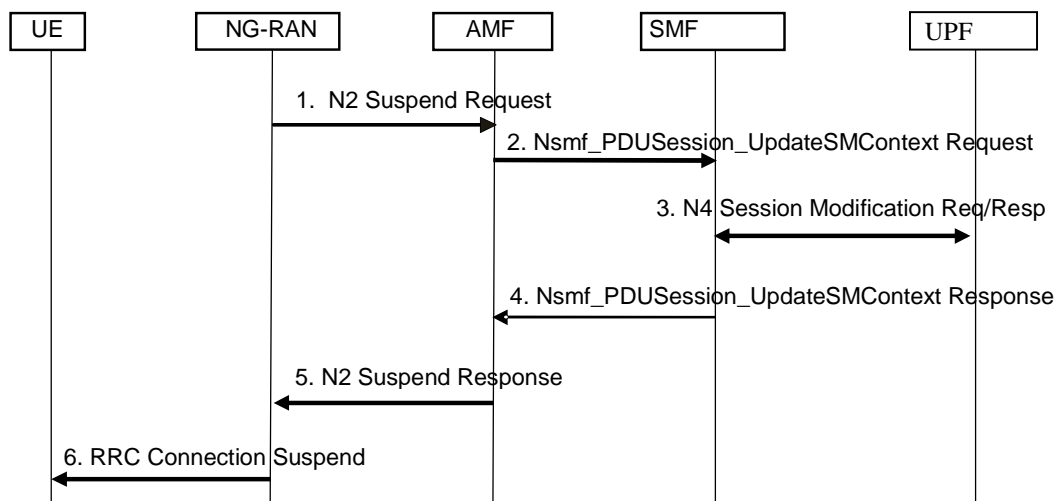 UE
NG-RAN
AMF
SMF
UPF
1. N2 Suspend Request
2. Nsmf_PDUSession_UpdateSMContext Request
3. N4 Session Modification Req/Resp
4. Nsmf_PDUSession_UpdateSMContext Response
5. N2 Suspend Response
6. RRC Connection Suspend